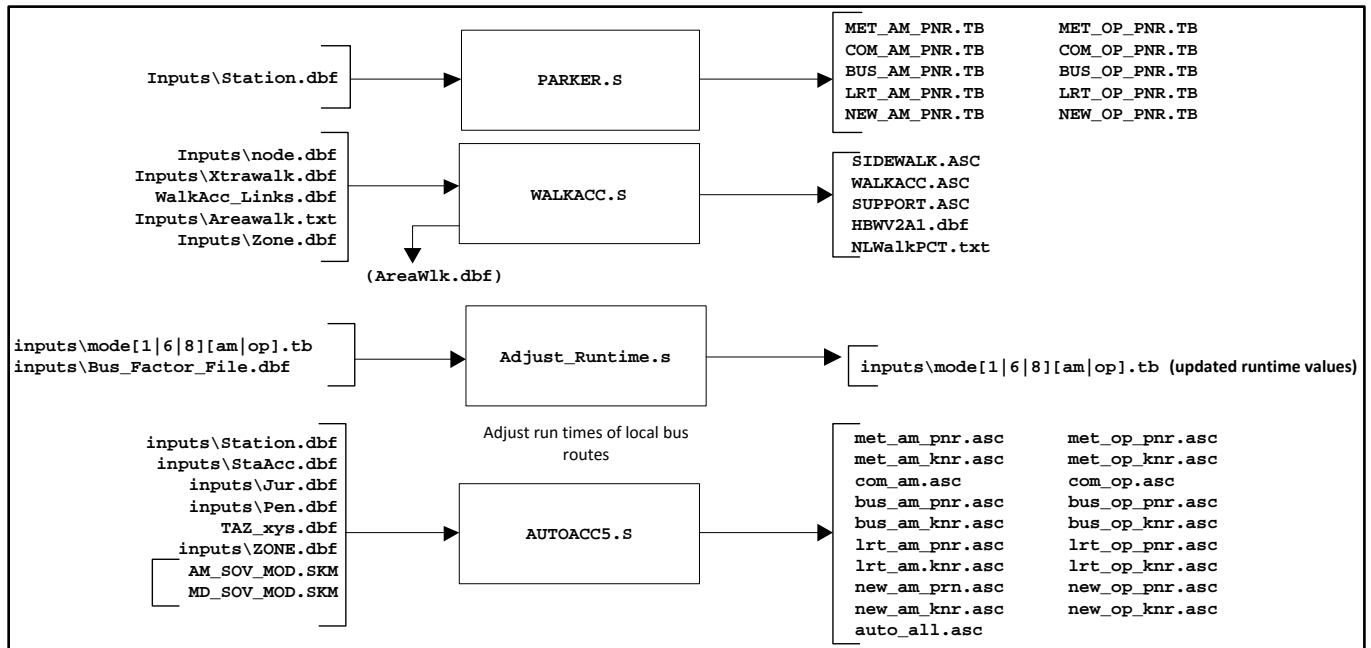 Inputs\Station.dbf
PARKER.S
MET_AM_PNR.TB MET_OP_PNR.TB
COM_AM_PNR.TB COM_OP_PNR.TB
BUS_AM_PNR.TB BUS_OP_PNR.TB
LRT_AM_PNR.TB LRT_OP_PNR.TB
NEW_AM_PNR.TB NEW_OP_PNR.TB
Inputs\node.dbf
Inputs\Xtrawalk.dbf
WalkAcc_Links.dbf
Inputs\Areawalk.txt
Inputs\Zone.dbf
WALKACC.S
(AreaWlk.dbf)
SIDEWALK.ASC
WALKACC.ASC
SUPPORT.ASC
HBWV2A1.dbf
NLWalkPCT.txt
inputs\mode[1|6|8][am|op].tb
inputs\Bus_Factor_File.dbf
Adjust_Runtime.s
Adjust run times of local bus
routes
inputs\mode[1|6|8][am|op].tb (updated runtime values)
inputs\Station.dbf
inputs\StaAcc.dbf
inputs\Jur.dbf
inputs\Pen.dbf
TAZ_xys.dbf
inputs\ZONE.dbf
AM_SOV_MOD.SKM
MD_SOV_MOD.SKM
AUTOACC5.S
met_am_pnr.asc met_op_pnr.asc
met_am_knr.asc met_op_knr.asc
com_am.asc com_op.asc
bus_am_pnr.asc bus_op_pnr.asc
bus_am_knr.asc bus_op_knr.asc
lrt_am_pnr.asc lrt_op_pnr.asc
lrt_am.knr.asc lrt_op_knr.asc
new_am_prn.asc new_op_pnr.asc
new_am_knr.asc new_op_knr.asc
auto_all.asc